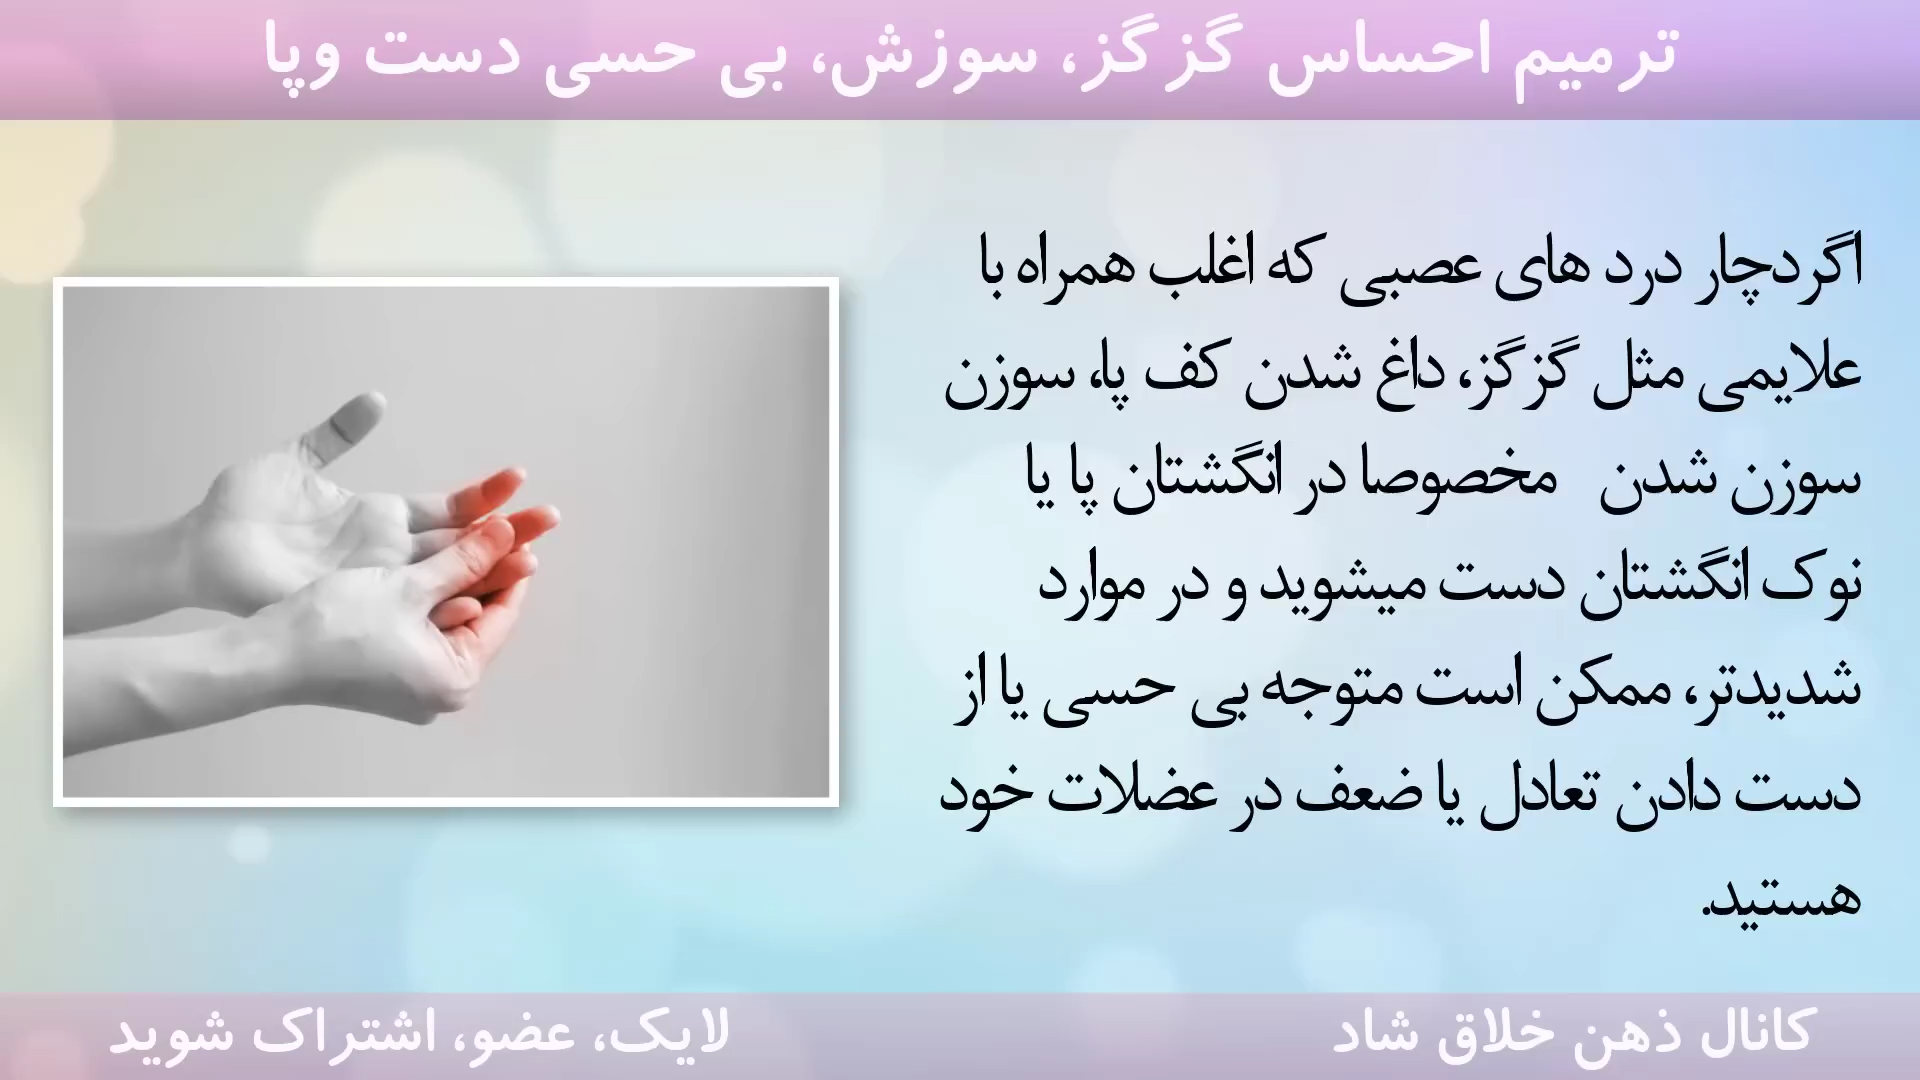 ترمیم احساس گزگز، سوزش، بی حسی دست وپا
اگردچار درد های عصبی که اغلب همراه با
علایمی مثل گزگز، داغ شدن کف پا، سوزن
سوزن شدن مخصوصا در انگشتان پا یا
نوک انگشتان دست میشوید و در موارد
شدیدتر، ممکن است متوجه بی حسی یا از
دست دادن تعادل یا ضعف در عضلات خود
هستید.
کانال ذهن خلاق شاد
لایک، عضو، اشتراک شوید